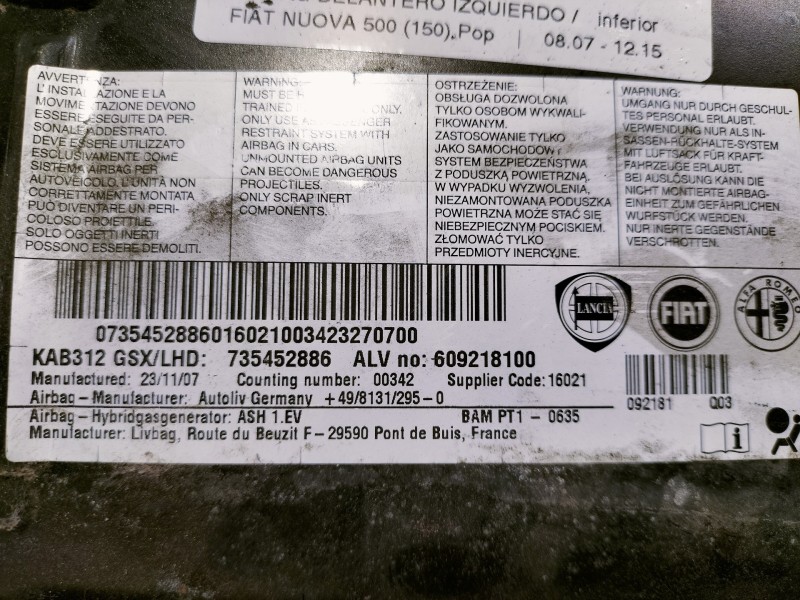 DELANTERO IZQUIERDO / inferior
FIAT NUOVA 500 (150), Pop | 08.07 - 12.15
AVVERTENZA:
L' INSTALLAZIONE E LA
MOVIMENTAZIONE DEVONO
ESSERE ESEGUITE DA PER-
SONALE ADDESTRATO.
DEVE ESSERE UTILIZZATO
ESCLUSIVAMENTE COME
SISTEMA AIRBAG PER
AUTOVEICOLO. L'UNITÀ NON
CORRETTAMENTE MONTATA
PUÒ DIVENTARE UN PERI-
COLOSO PROIETTILE.
SOLO OGGETTI INERTI
POSSONO ESSERE DEMOLITI.
WARNING:
MUST BE
TRAINED ONLY.
ONLY USE AS
RESTRAINT SYSTEM WITH
AIRBAG IN CARS.
UNMOUNTED AIRBAG UNITS
CAN BECOME DANGEROUS
PROJECTILES.
ONLY SCRAP INERT
COMPONENTS.
OSTRZEŻENIE:
OBSŁUGA DOZWOLONA
TYLKO OSOBOM WYKWALI-
FIKOWANYM.
ZASTOSOWANIE TYLKO
JAKO SAMOCHODOWY
SYSTEM BEZPIECZEŃSTWA
Z PODUSZKĄ POWIETRZNĄ.
W WYPADKU WYZWOLENIA,
NIEZAMONTOWANA PODUSZKA
POWIETRZNA MOŻE STAĆ SIĘ
NIEBEZPIECZNYM POCISKIEM.
ZŁOMOWAĆ TYLKO
PRZEDMIOTY INERCYJNE.
WARNUNG:
UMGANG NUR DURCH GESCHUL-
TES PERSONAL ERLAUBT.
VERWENDUNG NUR ALS IN-
SASSEN-RÜCKHALTE-SYSTEM
MIT LUFTSACK FÜR KRAFT-
FAHRZEUGE ERLAUBT.
BEI AUSLÖSUNG KANN DIE
NICHT MONTIERTE AIRBAG-
EINHEIT ZUM GEFÄHRLICHEN
WURFSTÜCK WERDEN.
NUR INERTE GEGENSTÄNDE
VERSCHROTTEN.
LANCIA
FIAT
ALFA ROMEO
0735452886016021003423270700
KAB312 GSX/LHD: 735452886 ALV no: 609218100
Manufactured: 23/11/07 Counting number: 00342 Supplier Code: 16021
Airbag - Manufacturer: Autoliv Germany +49/8131/295-0
092181 Q03
Airbag - Hybridgasgenerator: ASH 1.EV BAM PT1 - 0635
Manufacturer: Livbag, Route du Beuzit F - 29590 Pont de Buis, France
i